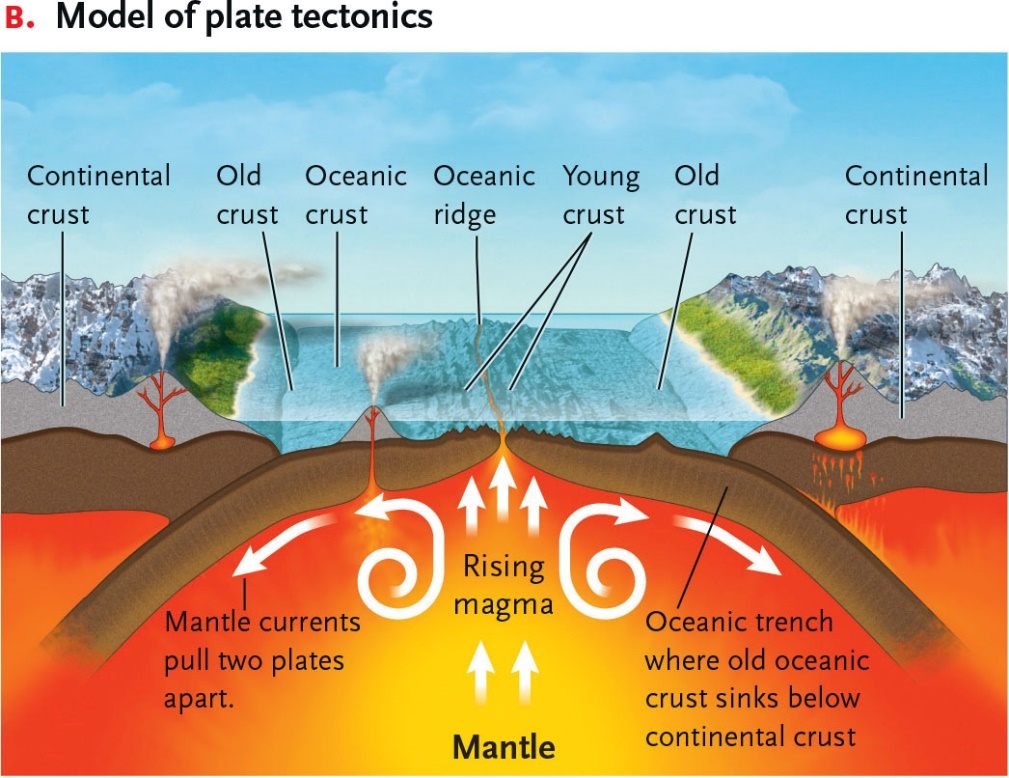 B. Model of plate tectonics
Continental
crust
Old
crust
Oceanic
crust
Oceanic
ridge
Young
crust
Old
crust
Continental
crust
Rising
magma
Mantle currents
pull two plates
apart.
Oceanic trench
where old oceanic
crust sinks below
continental crust
Mantle